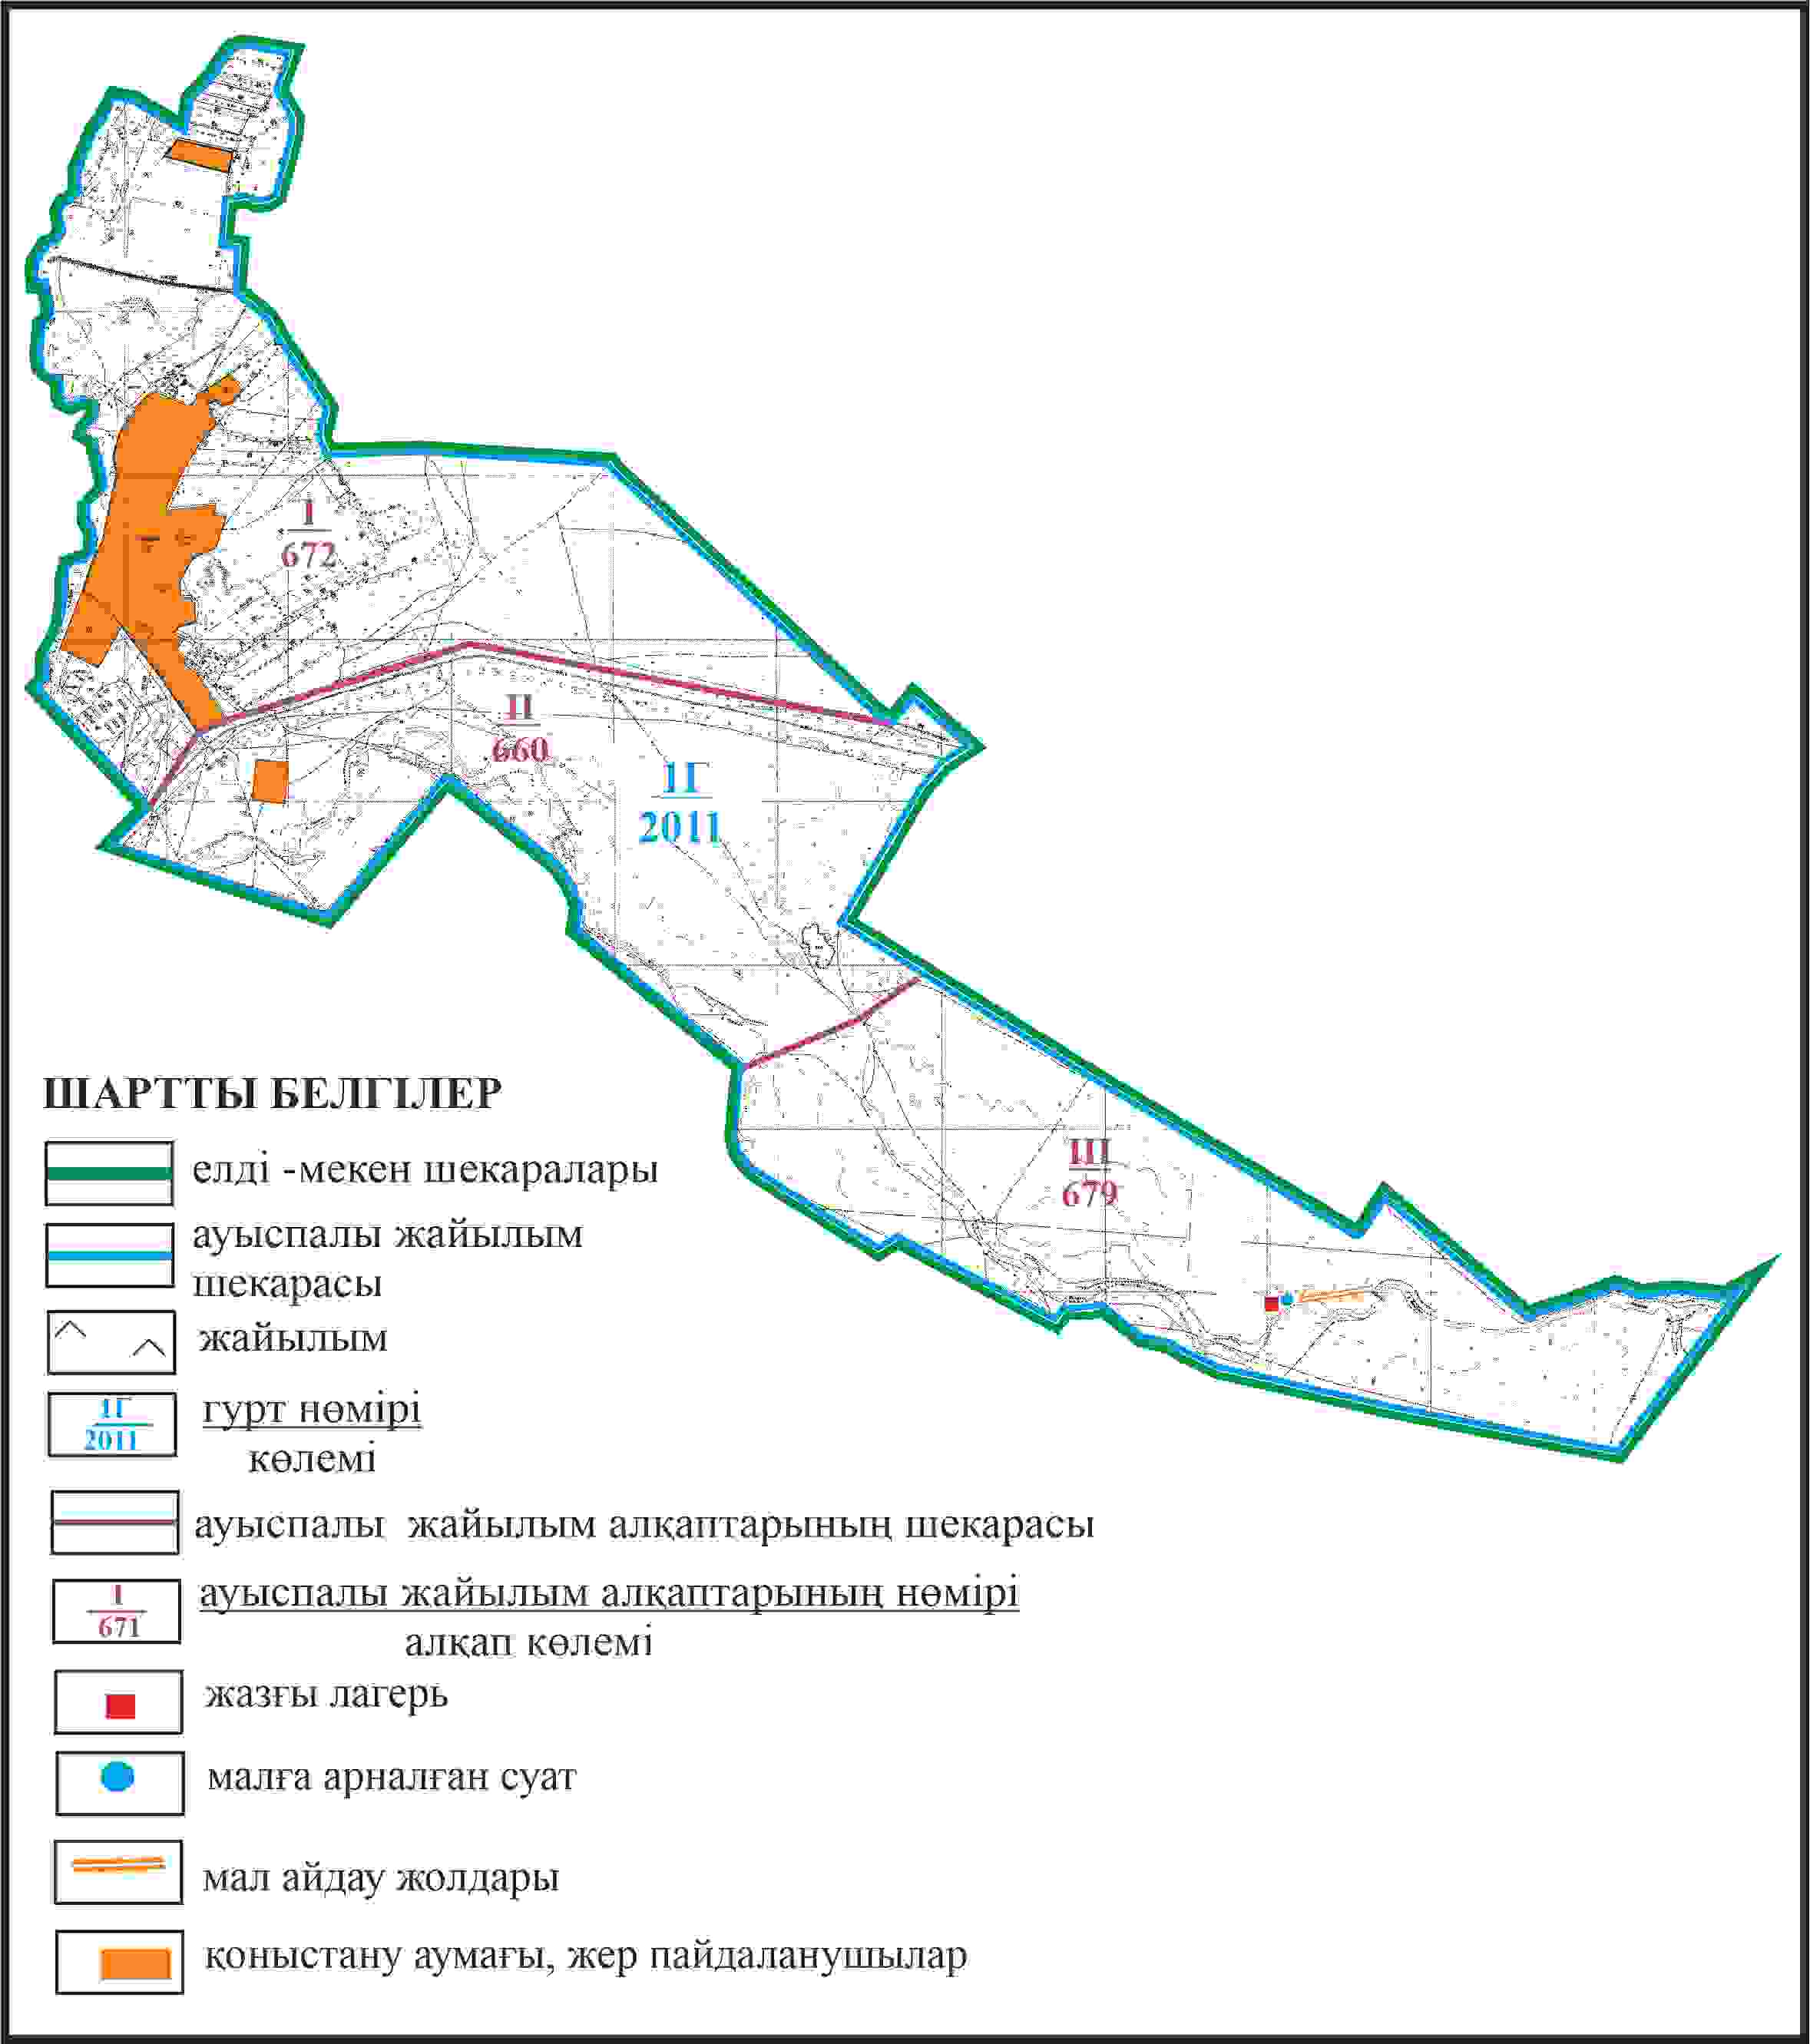 I
672
II
660
1Г
2011
III
679
ШАРТТЫ БЕЛГІЛЕР
елді -мекен шекаралары
ауыспалы жайылым
шекарасы
жайылым
1Г
2011
гурт нөмірі
көлемі
ауыспалы жайылым алқаптарының шекарасы
I
671
ауыспалы жайылым алқаптарының нөмірі
алқап көлемі
жазғы лагерь
малға арналған суат
мал айдау жолдары
қоныстану аумағы, жер пайдаланушылар